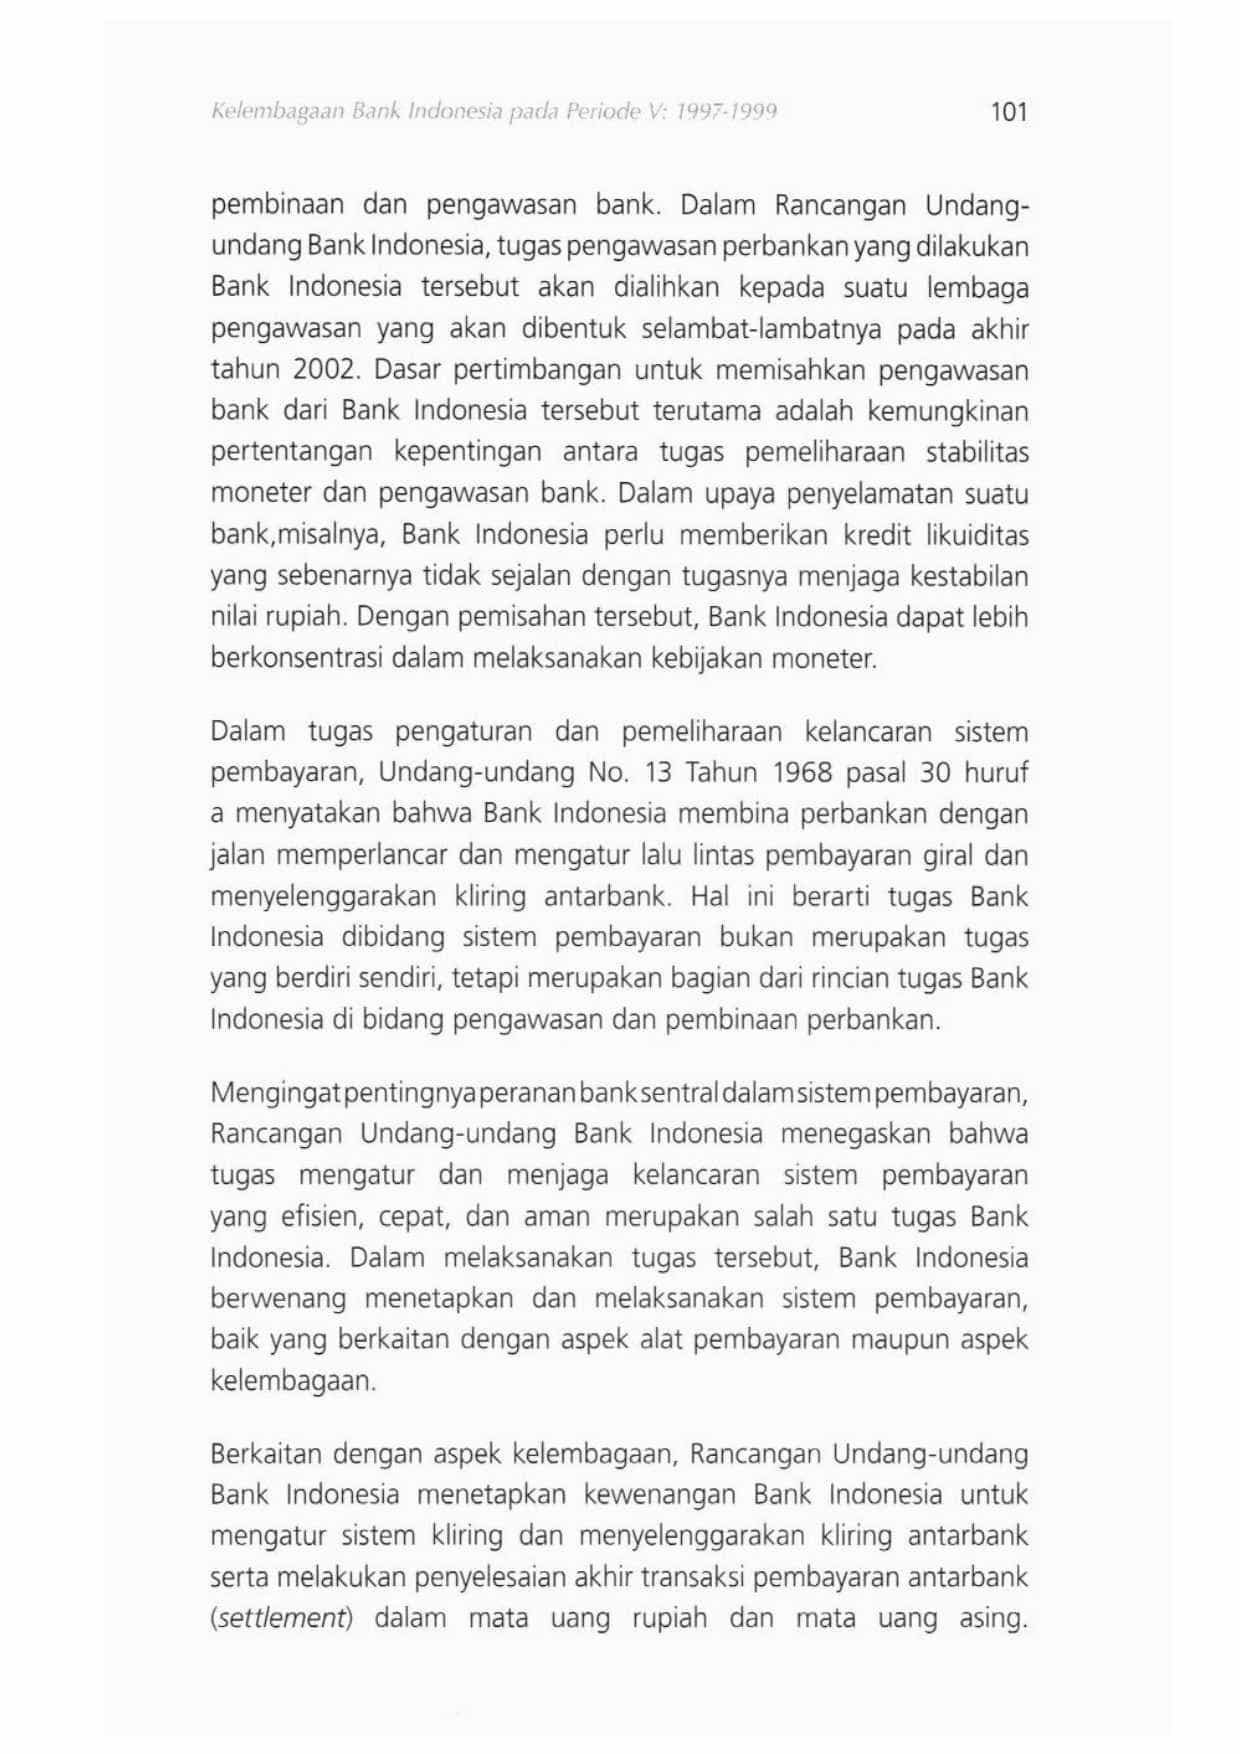 Kelembagaan Bank Indonesia pada Periode V: 1997-1999 101
pembinaan dan pengawasan bank. Dalam Rancangan Undang-
undang Bank Indonesia, tugas pengawasan perbankan yang dilakukan
Bank Indonesia tersebut akan dialihkan kepada suatu lembaga
pengawasan yang akan dibentuk selambat-lambatnya pada akhir
tahun 2002. Dasar pertimbangan untuk memisahkan pengawasan
bank dari Bank Indonesia tersebut terutama adalah kemungkinan
pertentangan kepentingan antara tugas pemeliharaan stabilitas
moneter dan pengawasan bank. Dalam upaya penyelamatan suatu
bank,misalnya, Bank Indonesia perlu memberikan kredit likuiditas
yang sebenarnya tidak sejalan dengan tugasnya menjaga kestabilan
nilai rupiah. Dengan pemisahan tersebut, Bank Indonesia dapat lebih
berkonsentrasi dalam melaksanakan kebijakan moneter.
Dalam tugas pengaturan dan pemeliharaan kelancaran sistem
pembayaran, Undang-undang No. 13 Tahun 1968 pasal 30 huruf
a menyatakan bahwa Bank Indonesia membina perbankan dengan
jalan memperlancar dan mengatur lalu lintas pembayaran giral dan
menyelenggarakan kliring antarbank. Hal ini berarti tugas Bank
Indonesia dibidang sistem pembayaran bukan merupakan tugas
yang berdiri sendiri, tetapi merupakan bagian dari rincian tugas Bank
Indonesia di bidang pengawasan dan pembinaan perbankan.
Mengingat pentingnya peranan bank sentral dalam sistem pembayaran,
Rancangan Undang-undang Bank Indonesia menegaskan bahwa
tugas mengatur dan menjaga kelancaran sistem pembayaran
yang efisien, cepat, dan aman merupakan salah satu tugas Bank
Indonesia. Dalam melaksanakan tugas tersebut, Bank Indonesia
berwenang menetapkan dan melaksanakan sistem pembayaran,
baik yang berkaitan dengan aspek alat pembayaran maupun aspek
kelembagaan.
Berkaitan dengan aspek kelembagaan, Rancangan Undang-undang
Bank Indonesia menetapkan kewenangan Bank Indonesia untuk
mengatur sistem kliring dan menyelenggarakan kliring antarbank
serta melakukan penyelesaian akhir transaksi pembayaran antarbank
(settlement) dalam mata uang rupiah dan mata uang asing.